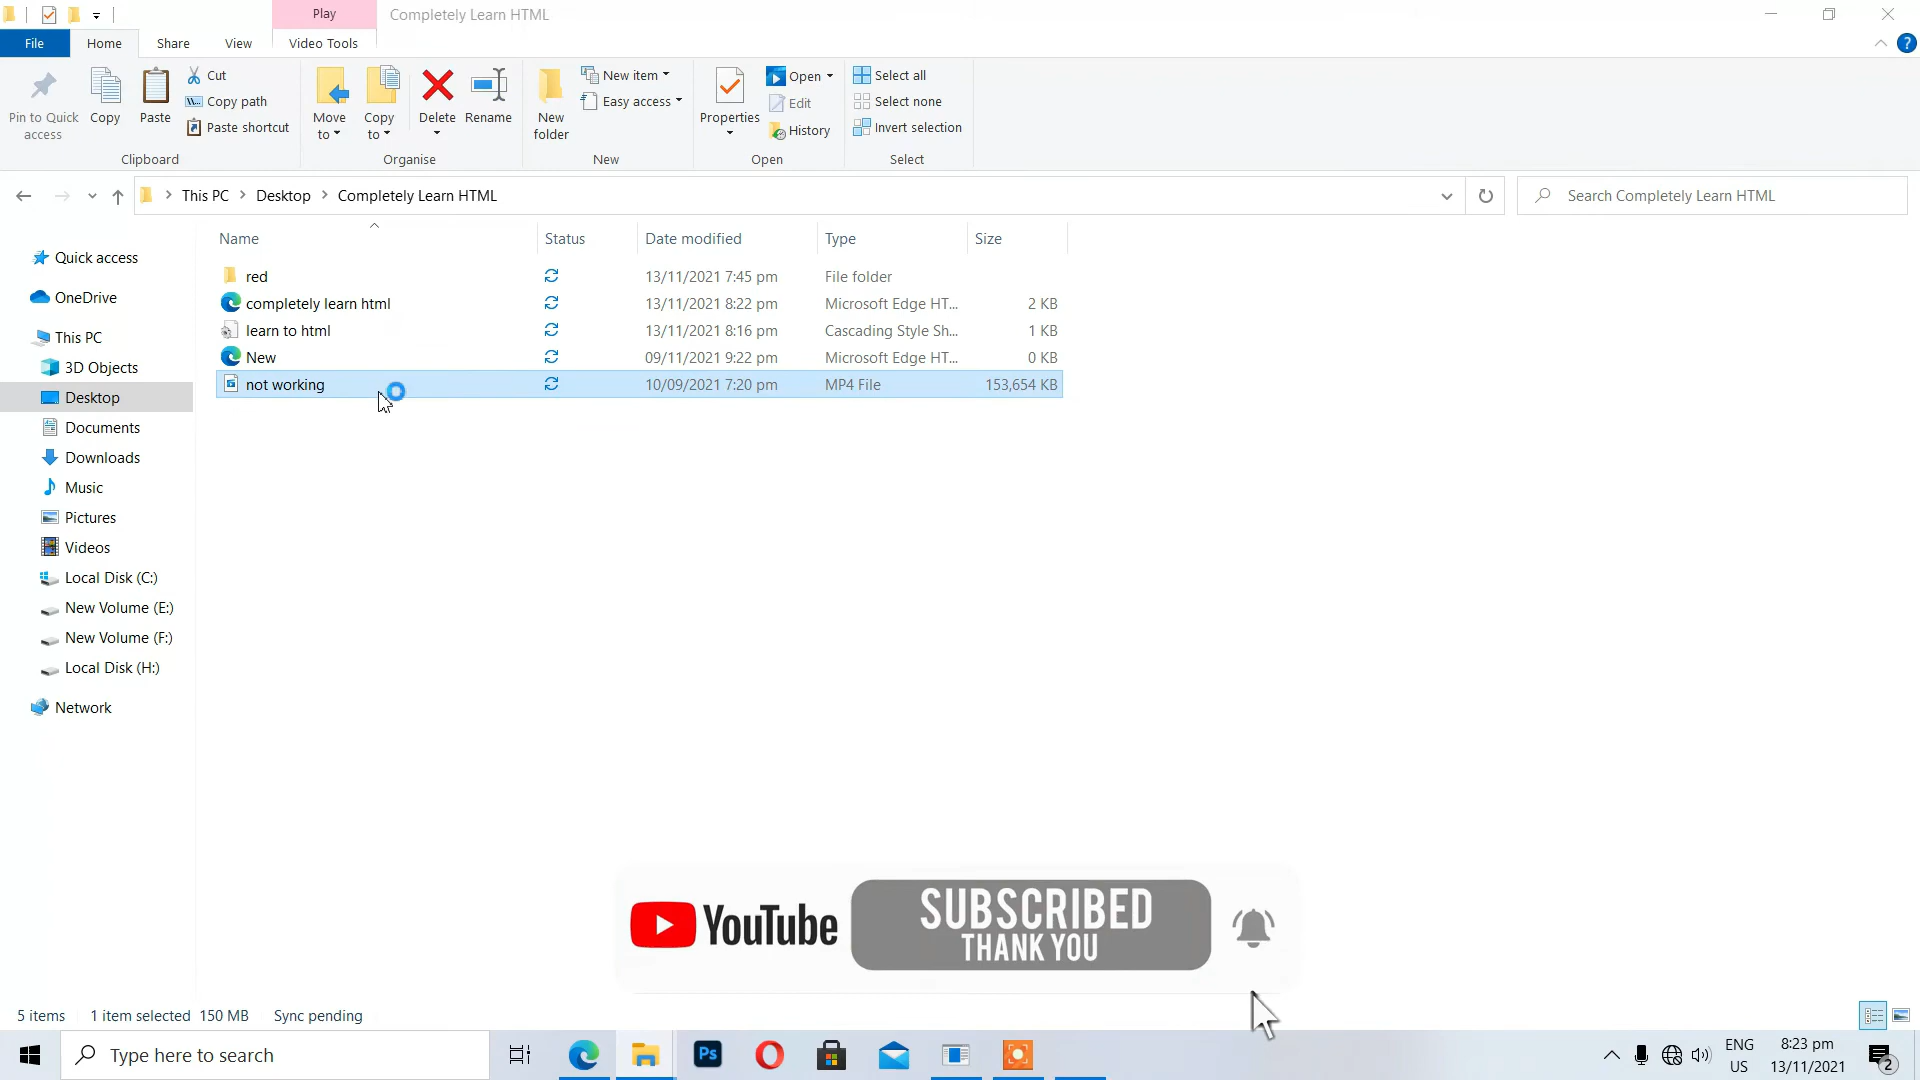 Play
Completely Learn HTML
File
Home
Share
View
Video Tools
Pin to Quick
access
Copy
Paste
Cut
Copy path
Paste shortcut
Clipboard
Move
to
Copy
to
Delete
Rename
Organise
New
folder
New item
Easy access
New
Properties
Open
Edit
History
Open
Select all
Select none
Invert selection
Select
This PC > Desktop > Completely Learn HTML
Search Completely Learn HTML
Name Status Date modified Type Size
red 13/11/2021 7:45 pm File folder
completely learn html 13/11/2021 8:22 pm Microsoft Edge HT... 2 KB
learn to html 13/11/2021 8:16 pm Cascading Style Sh... 1 KB
New 09/11/2021 9:22 pm Microsoft Edge HT... 0 KB
not working 10/09/2021 7:20 pm MP4 File 153,654 KB
Quick access
OneDrive
This PC
3D Objects
Desktop
Documents
Downloads
Music
Pictures
Videos
Local Disk (C:)
New Volume (E:)
New Volume (F:)
Local Disk (H:)
Network
YouTube
SUBSCRIBED
THANK YOU
5 items 1 item selected 150 MB Sync pending
Type here to search
Ps
ENG
US
8:23 pm
13/11/2021
2